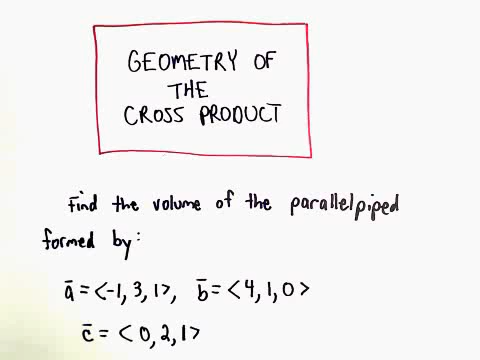 GEOMETRY OF
THE
CROSS PRODUCT
Find the volume of the parallelpiped
formed by:
a̅ = <-1, 3, 1>, b̅ = <4, 1, 0>
c̅ = < 0, 2, 1>